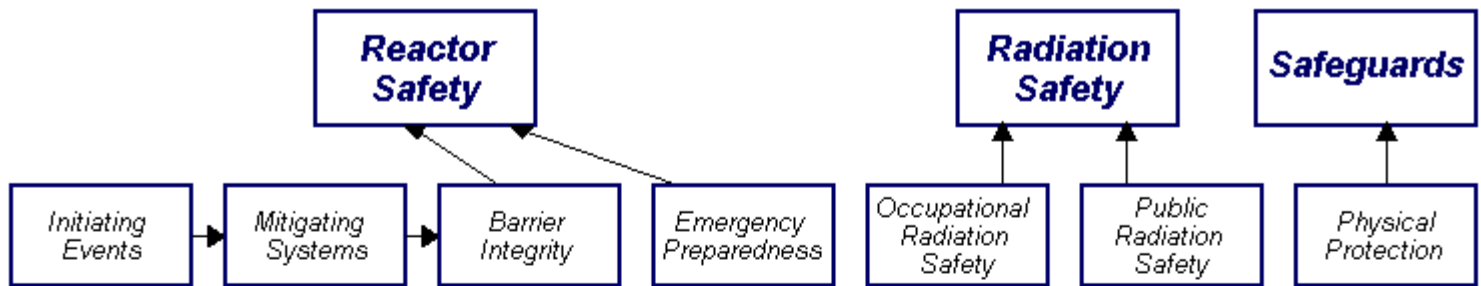 Reactor
Safety
Radiation
Safety
Safeguards
Initiating
Events
Mitigating
Systems
Barrier
Integrity
Emergency
Preparedness
Occupational
Radiation
Safety
Public
Radiation
Safety
Physical
Protection